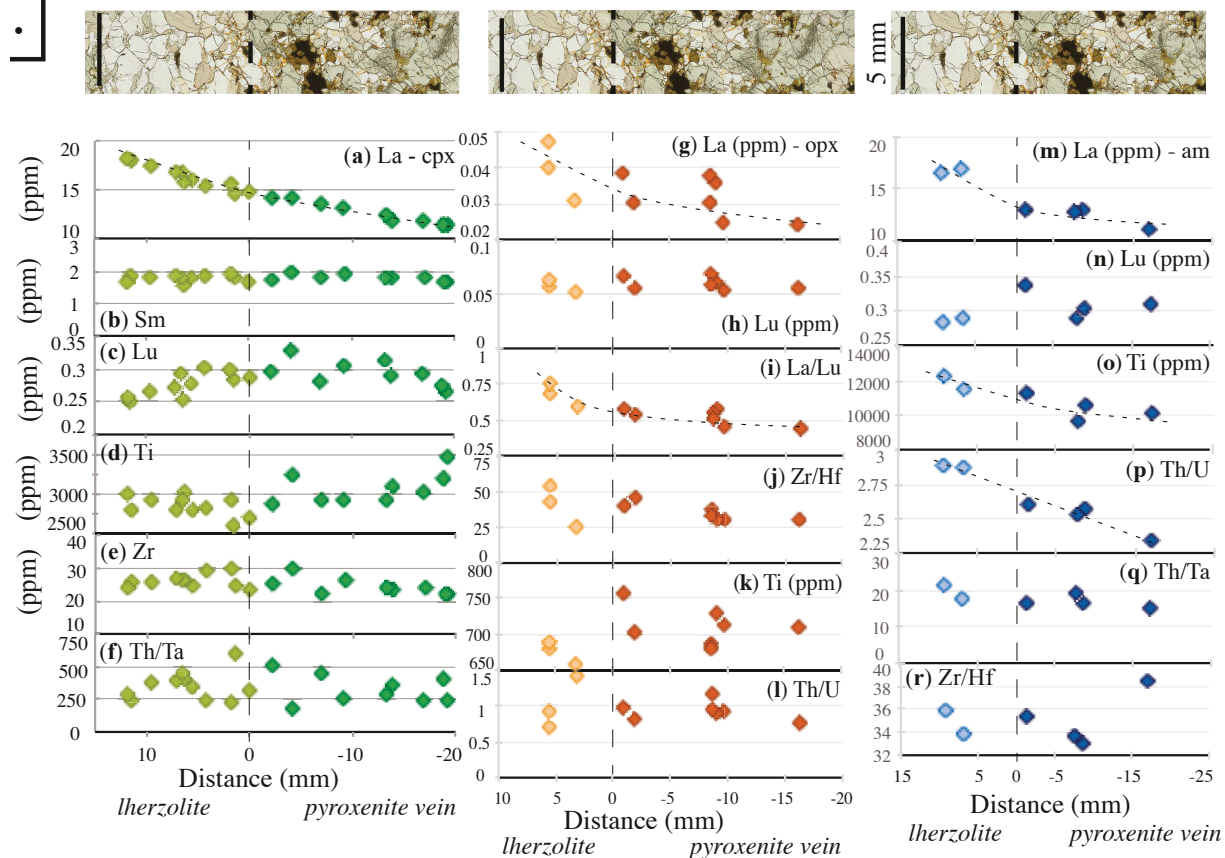 5 mm
(a) La - cpx
20
15
10
(ppm)
3
2
1
0
(ppm)
(b) Sm
(c) Lu
0.35
0.3
0.25
0.2
(d) Ti
3500
3000
2500
(e) Zr
40
30
20
10
(ppm)
(f) Th/Ta
750
500
250
0
10 0 -10 -20
Distance (mm)
lherzolite pyroxenite vein
(g) La (ppm) - opx
0.05
0.04
0.03
0.02
0.1
0.05
0
(h) Lu (ppm)
(i) La/Lu
1
0.75
0.5
0.25
(j) Zr/Hf
75
50
25
0
(k) Ti (ppm)
800
700
650
(l) Th/U
1.5
1
0.5
0
10 5 0 -5 -10 -15 -20
Distance (mm)
lherzolite pyroxenite vein
(m) La (ppm) - am
20
15
10
(n) Lu (ppm)
0.4
0.35
0.3
0.25
(o) Ti (ppm)
14000
12000
10000
8000
(p) Th/U
3
2.75
2.5
2.25
(q) Th/Ta
30
20
10
0
(r) Zr/Hf
40
38
36
34
32
15 5 0 -5 -15 -25
Distance (mm)
lherzolite pyroxenite vein